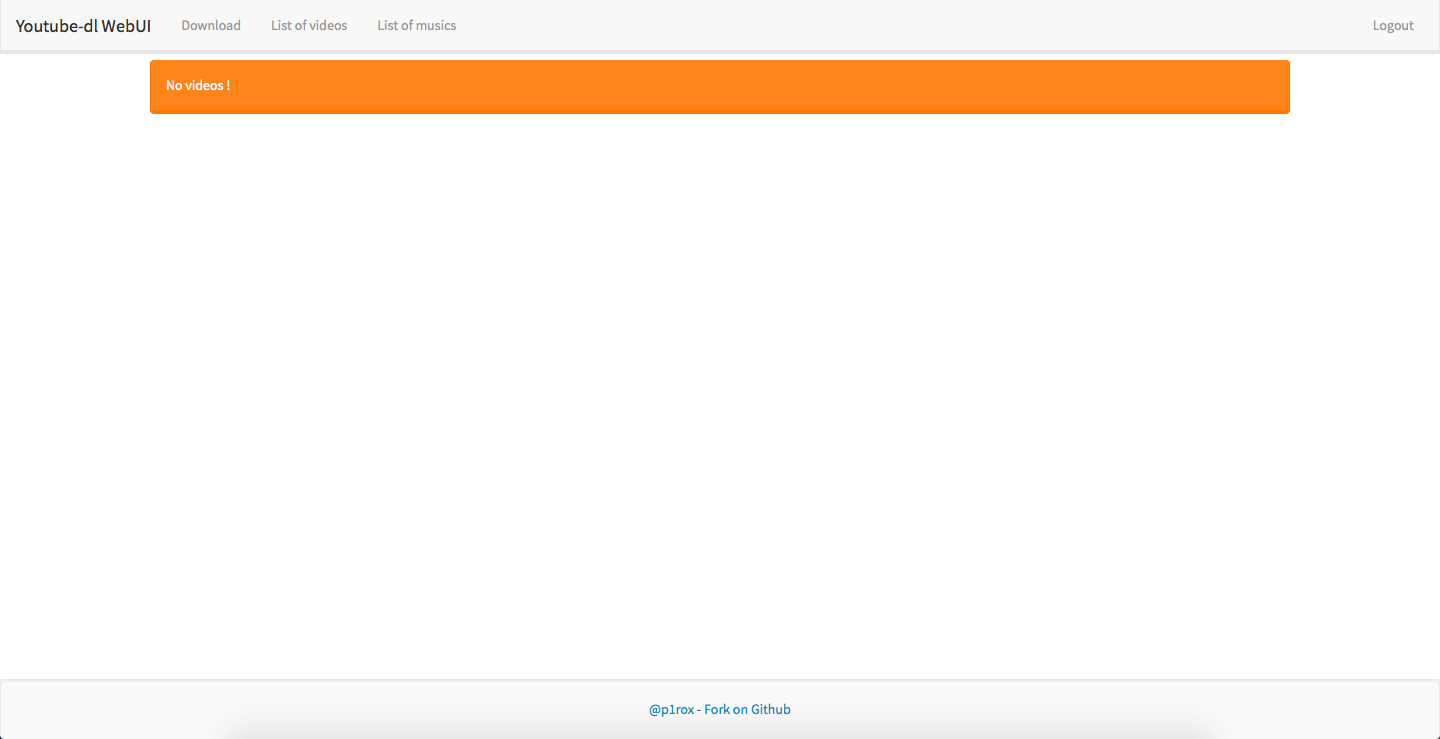 Youtube-dl WebUI Download List of videos List of musics Logout
No videos !
@p1rox - Fork on Github